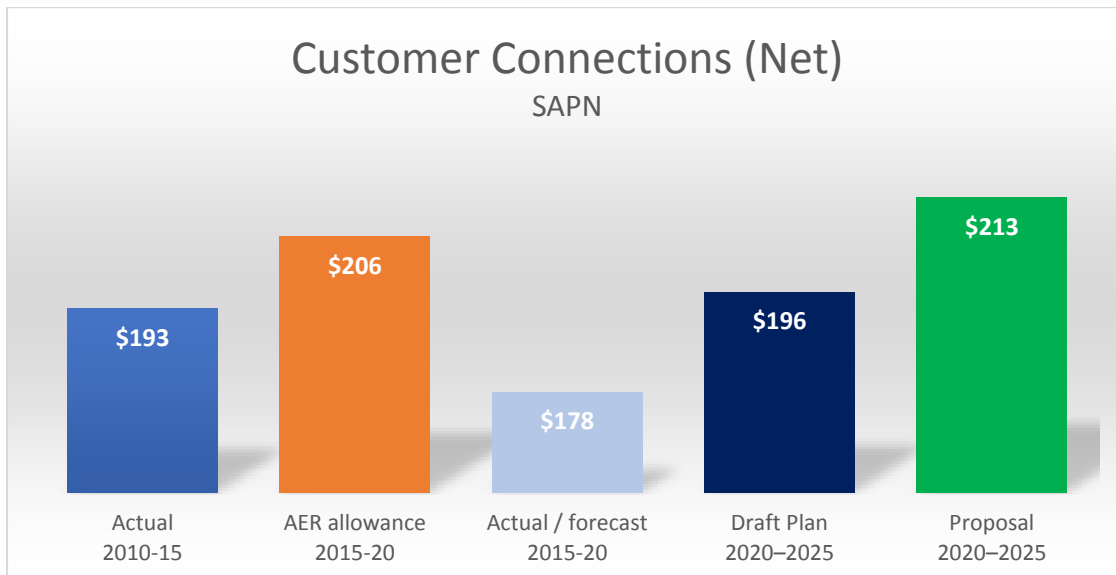 Customer Connections (Net)
SAPN
$193
$206
$178
$196
$213
Actual
2010-15
AER allowance
2015-20
Actual / forecast
2015-20
Draft Plan
2020–2025
Proposal
2020–2025